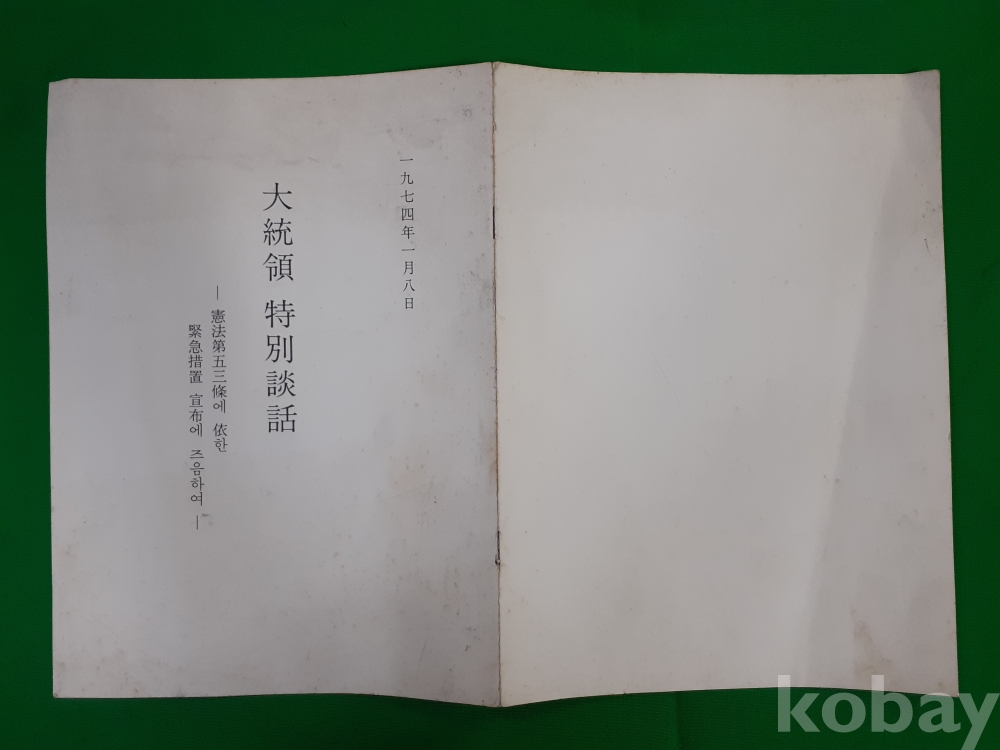 一九七四年一月八日
大統領 特別談話
― 憲法第五三條에 依한
緊急措置 宣布에 즈음하여 ―
kobay